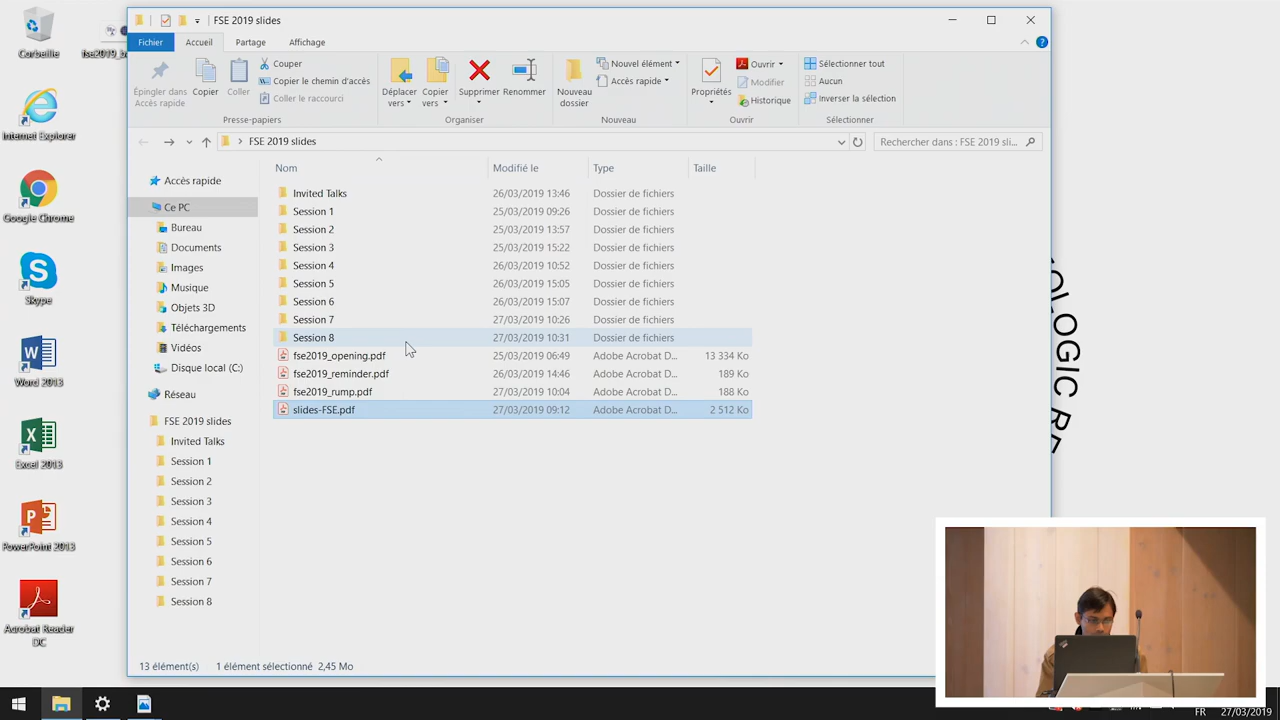 FSE 2019 slides
Corbeille
fse2019_b
Fichier
Accueil
Partage
Affichage
Épingler dans Accès rapide
Copier
Coller
Couper
Copier le chemin d'accès
Coller le raccourci
Presse-papiers
Déplacer vers
Copier vers
Supprimer
Renommer
Organiser
Nouveau dossier
Nouvel élément
Accès rapide
Nouveau
Propriétés
Ouvrir
Modifier
Historique
Ouvrir
Sélectionner tout
Aucun
Inverser la sélection
Sélectionner
FSE 2019 slides
Rechercher dans : FSE 2019 sli...
Nom Modifié le Type Taille
Invited Talks 26/03/2019 13:46 Dossier de fichiers
Session 1 25/03/2019 09:26 Dossier de fichiers
Session 2 25/03/2019 13:57 Dossier de fichiers
Session 3 25/03/2019 15:22 Dossier de fichiers
Session 4 26/03/2019 10:52 Dossier de fichiers
Session 5 26/03/2019 15:05 Dossier de fichiers
Session 6 26/03/2019 15:07 Dossier de fichiers
Session 7 27/03/2019 10:26 Dossier de fichiers
Session 8 27/03/2019 10:31 Dossier de fichiers
fse2019_opening.pdf 25/03/2019 06:49 Adobe Acrobat D... 13 334 Ko
fse2019_reminder.pdf 26/03/2019 14:46 Adobe Acrobat D... 189 Ko
fse2019_rump.pdf 27/03/2019 10:04 Adobe Acrobat D... 188 Ko
slides-FSE.pdf 27/03/2019 09:12 Adobe Acrobat D... 2 512 Ko
Accès rapide
Ce PC
Bureau
Documents
Images
Musique
Objets 3D
Téléchargements
Vidéos
Disque local (C:)
Réseau
FSE 2019 slides
Invited Talks
Session 1
Session 2
Session 3
Session 4
Session 5
Session 6
Session 7
Session 8
13 élément(s) 1 élément sélectionné 2,45 Mo
Internet Explorer
Google Chrome
Skype
Word 2013
Excel 2013
PowerPoint 2013
Acrobat Reader DC
OLOGIC RE
FR 27/03/2019